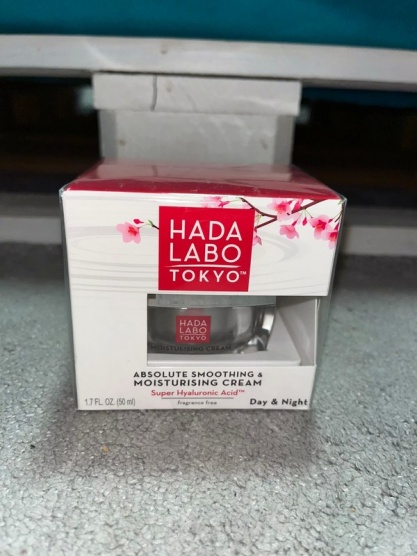 HADA
LABO
TOKYO™
HADA
LABO
TOKYO
MOISTURISING CREAM
ABSOLUTE SMOOTHING &
MOISTURISING CREAM
Super Hyaluronic Acid™
fragrance free
1.7 FL. OZ. (50 ml)
Day & Night